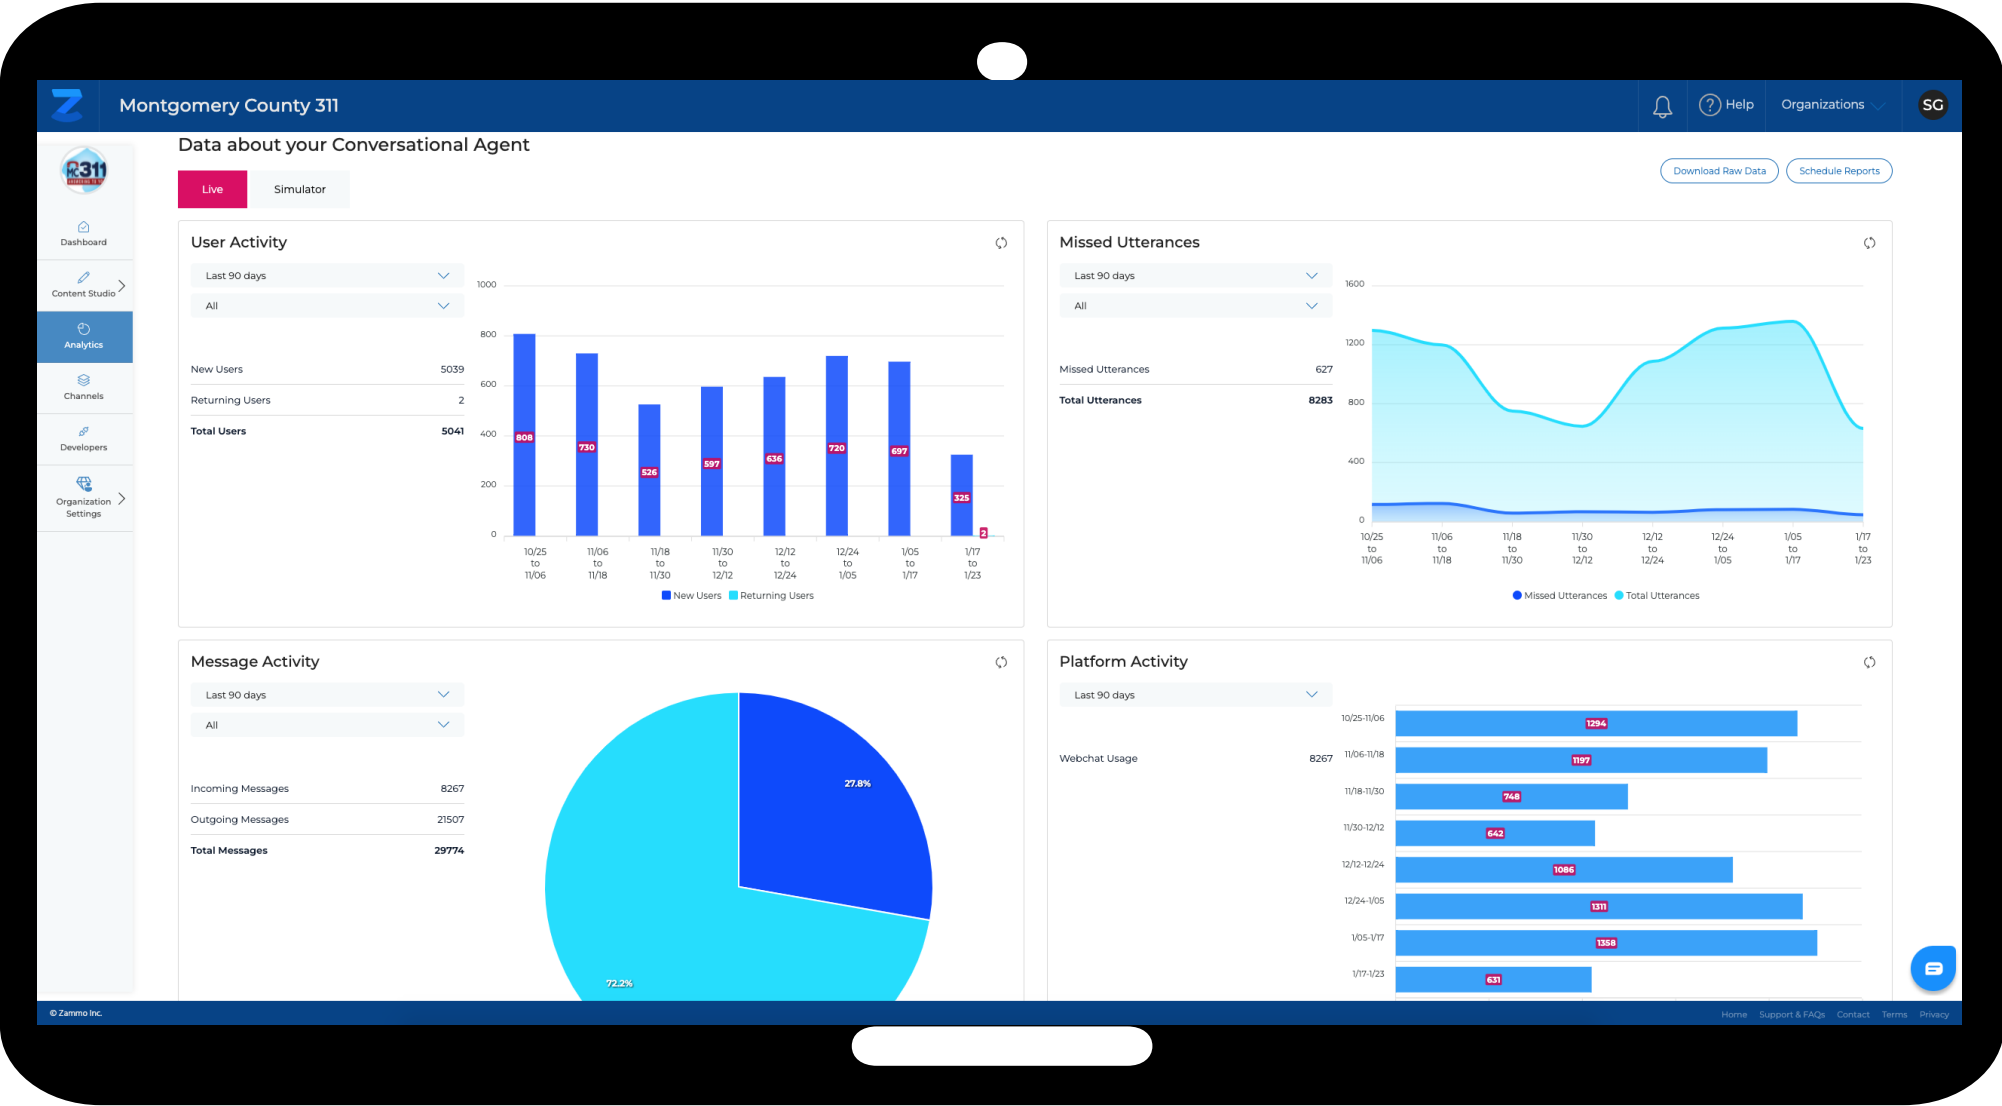 Montgomery County 311
Help
Organizations
SG
Data about your Conversational Agent
Live
Simulator
Download Raw Data
Schedule Reports
MC311
Dashboard
Content Studio
Analytics
Channels
Developers
Organization
Settings
User Activity
Last 90 days
All
New Users 5039
Returning Users 2
Total Users 5041
1000
800
600
400
200
0
808
730
526
597
636
720
697
325
2
10/25 to 11/06
11/06 to 11/18
11/18 to 11/30
11/30 to 12/12
12/12 to 12/24
12/24 to 1/05
1/05 to 1/17
1/17 to 1/23
New Users Returning Users
Missed Utterances
Last 90 days
All
Missed Utterances 627
Total Utterances 8283
1600
1200
800
400
0
10/25 to 11/06
11/06 to 11/18
11/18 to 11/30
11/30 to 12/12
12/12 to 12/24
12/24 to 1/05
1/05 to 1/17
1/17 to 1/23
Missed Utterances Total Utterances
Message Activity
Last 90 days
All
Incoming Messages 8267
Outgoing Messages 21507
Total Messages 29774
27.8%
72.2%
Platform Activity
Last 90 days
Webchat Usage 8267
10/25-11/06 1294
11/06-11/18 1197
11/18-11/30 748
11/30-12/12 642
12/12-12/24 1086
12/24-1/05 1311
1/05-1/17 1358
1/17-1/23 631
© Zammo Inc.
Home Support & FAQs Contact Terms Privacy